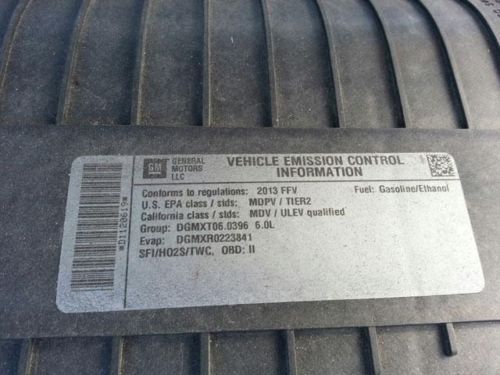 GM
GENERAL MOTORS LLC
VEHICLE EMISSION CONTROL INFORMATION
Conforms to regulations: 2013 FFV Fuel: Gasoline/Ethanol
U.S. EPA class / stds: MDPV / TIER2
California class / stds: MDV / ULEV qualified
Group: DGMXT06.0396 6.0L
Evap: DGMXR0223841
SFI/HO2S/TWC, OBD: II